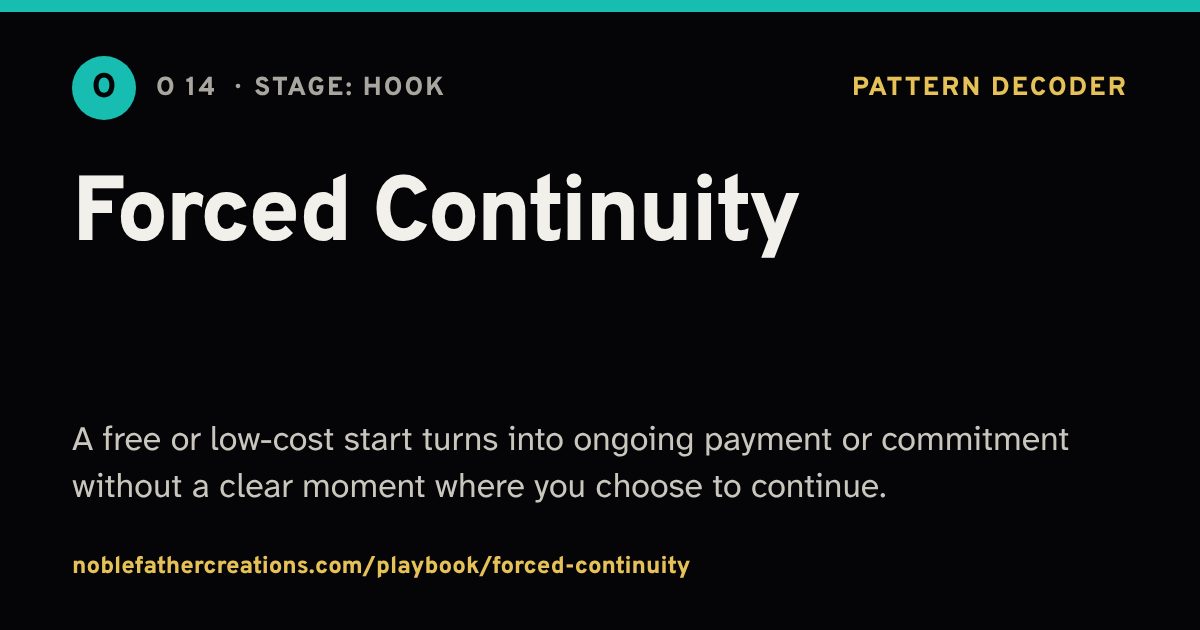 O O 14 · STAGE: HOOK PATTERN DECODER
Forced Continuity
A free or low-cost start turns into ongoing payment or commitment
without a clear moment where you choose to continue.
noblefathercreations.com/playbook/forced-continuity